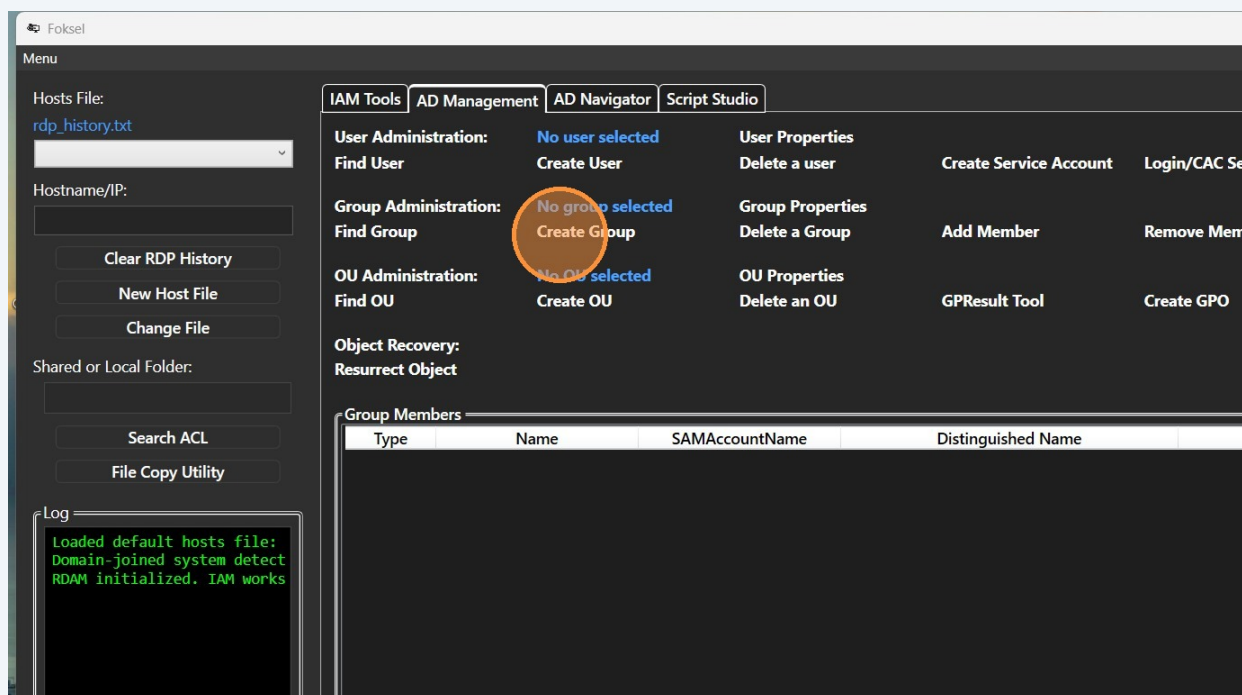 Foksel
Menu
Hosts File:
rdp_history.txt
Hostname/IP:
Clear RDP History
New Host File
Change File
Shared or Local Folder:
Search ACL
File Copy Utility
Log
Loaded default hosts file:
Domain-joined system detect
RDAM initialized. IAM works
IAM Tools AD Management AD Navigator Script Studio
User Administration: No user selected User Properties
Find User Create User Delete a user Create Service Account Login/CAC Se
Group Administration: No group selected Group Properties
Find Group Create Group Delete a Group Add Member Remove Mem
OU Administration: No OU selected OU Properties
Find OU Create OU Delete an OU GPResult Tool Create GPO
Object Recovery:
Resurrect Object
Group Members
Type Name SAMAccountName Distinguished Name